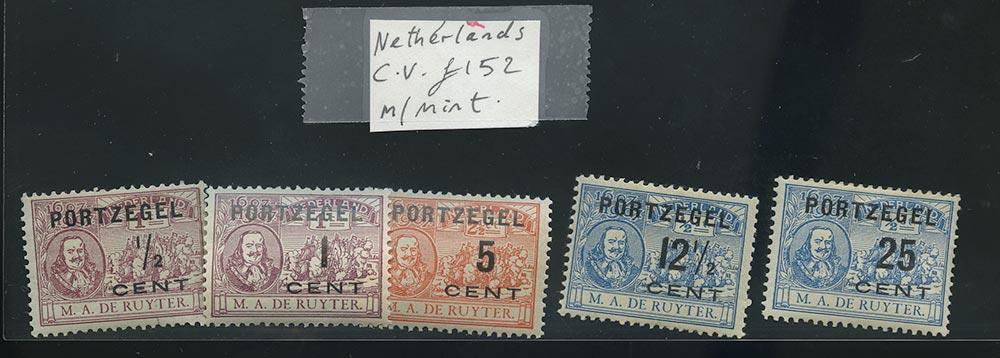 Netherlands
C.V. £152
m/mint.
PORTZEGEL
1/2
CENT
M. A. DE RUYTER.
PORTZEGEL
1
CENT
M. A. DE RUYTER.
PORTZEGEL
5
CENT
M. A. DE RUYTER.
PORTZEGEL
12 1/2
CENT
M. A. DE RUYTER.
PORTZEGEL
25
CENT
M. A. DE RUYTER.